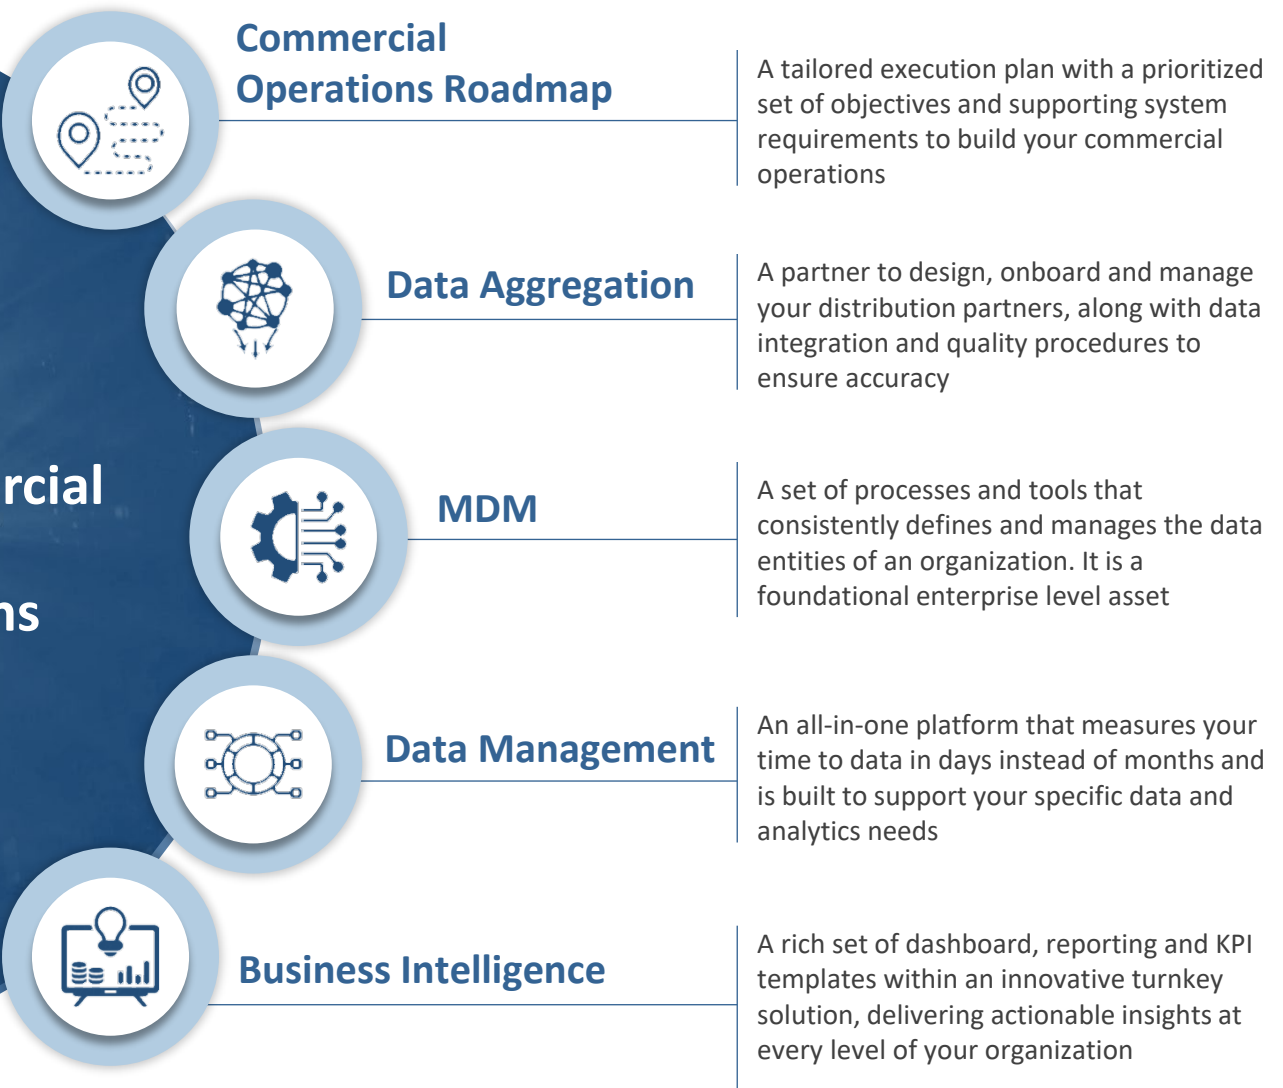 Commercial
Operations Roadmap
A tailored execution plan with a prioritized
set of objectives and supporting system
requirements to build your commercial
operations
Data Aggregation
A partner to design, onboard and manage
your distribution partners, along with data
integration and quality procedures to
ensure accuracy
rcial
ns
MDM
A set of processes and tools that
consistently defines and manages the data
entities of an organization. It is a
foundational enterprise level asset
Data Management
An all-in-one platform that measures your
time to data in days instead of months and
is built to support your specific data and
analytics needs
Business Intelligence
A rich set of dashboard, reporting and KPI
templates within an innovative turnkey
solution, delivering actionable insights at
every level of your organization